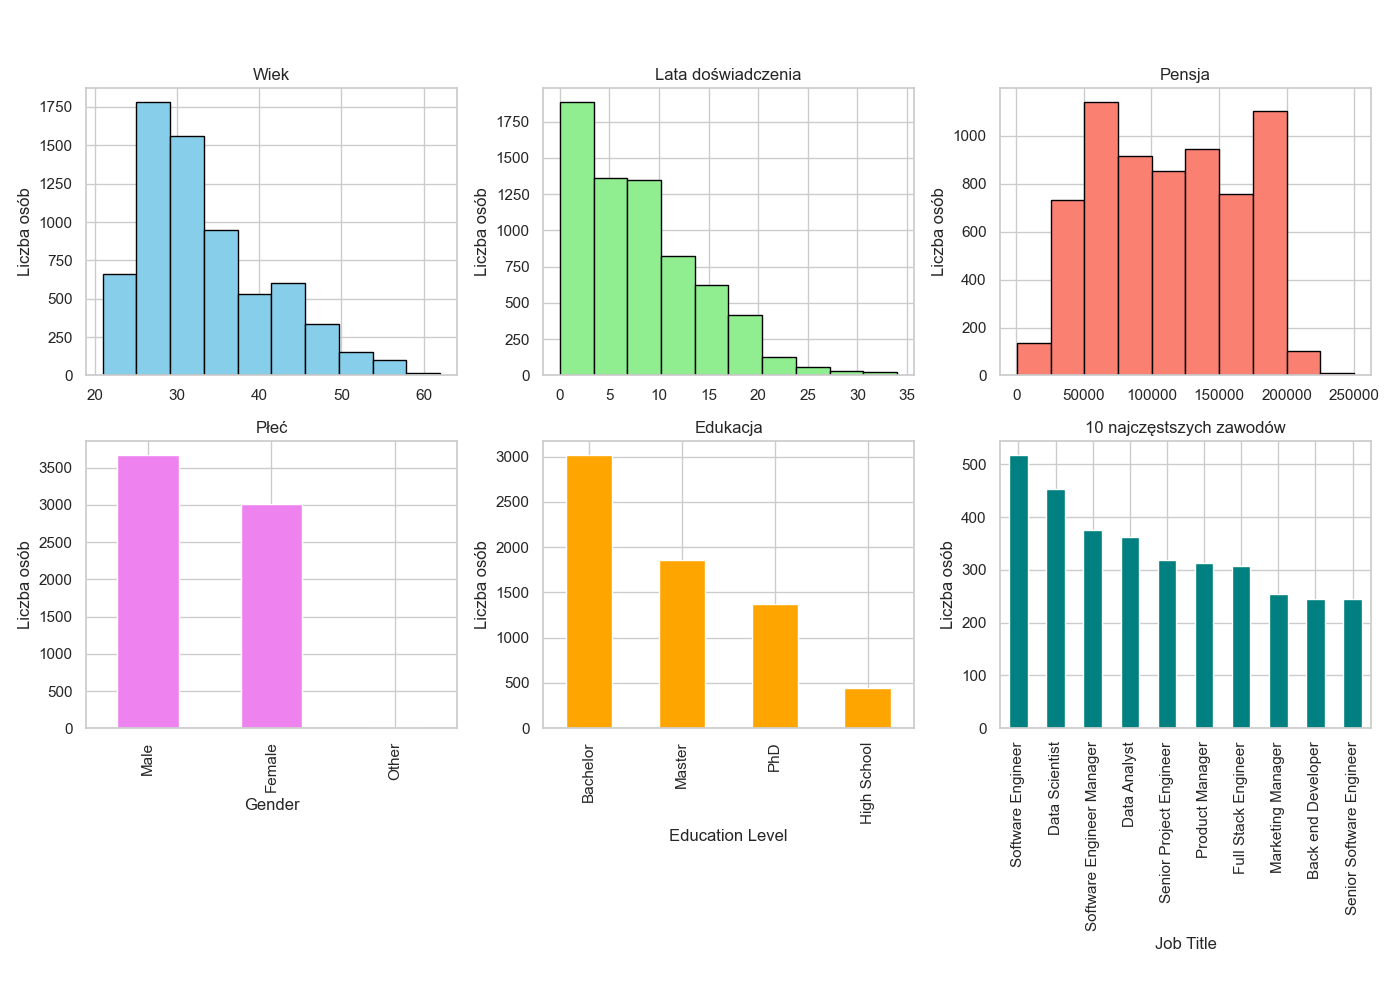 Wiek
Liczba osób
1750
1500
1250
1000
750
500
250
0
20 30 40 50 60
Lata doświadczenia
Liczba osób
1750
1500
1250
1000
750
500
250
0
0 5 10 15 20 25 30 35
Pensja
Liczba osób
1000
800
600
400
200
0
0 50000 100000 150000 200000 250000
Płeć
Liczba osób
3500
3000
2500
2000
1500
1000
500
0
Male
Female
Other
Gender
Edukacja
Liczba osób
3000
2500
2000
1500
1000
500
0
Bachelor
Master
PhD
High School
Education Level
10 najczęstszych zawodów
Liczba osób
500
400
300
200
100
0
Software Engineer
Data Scientist
Software Engineer Manager
Data Analyst
Senior Project Engineer
Product Manager
Full Stack Engineer
Marketing Manager
Back end Developer
Senior Software Engineer
Job Title